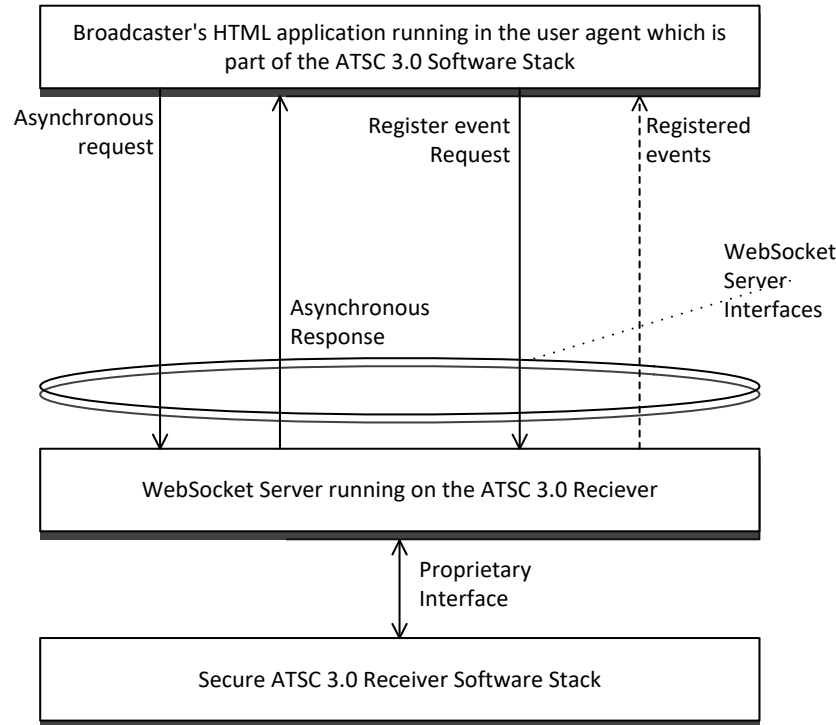 Broadcaster's HTML application running in the user agent which is
part of the ATSC 3.0 Software Stack
Asynchronous
request
Register event
Request
Registered
events
WebSocket
Server
Interfaces
Asynchronous
Response
WebSocket Server running on the ATSC 3.0 Reciever
Proprietary
Interface
Secure ATSC 3.0 Receiver Software Stack